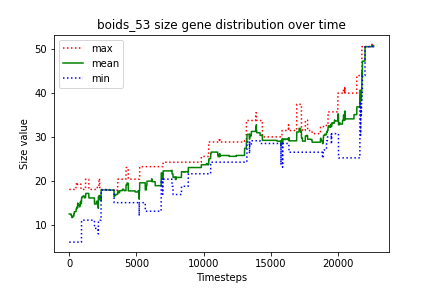 boids_53 size gene distribution over time
max
mean
min
Size value
50
40
30
20
10
0
5000
10000
15000
20000
Timesteps